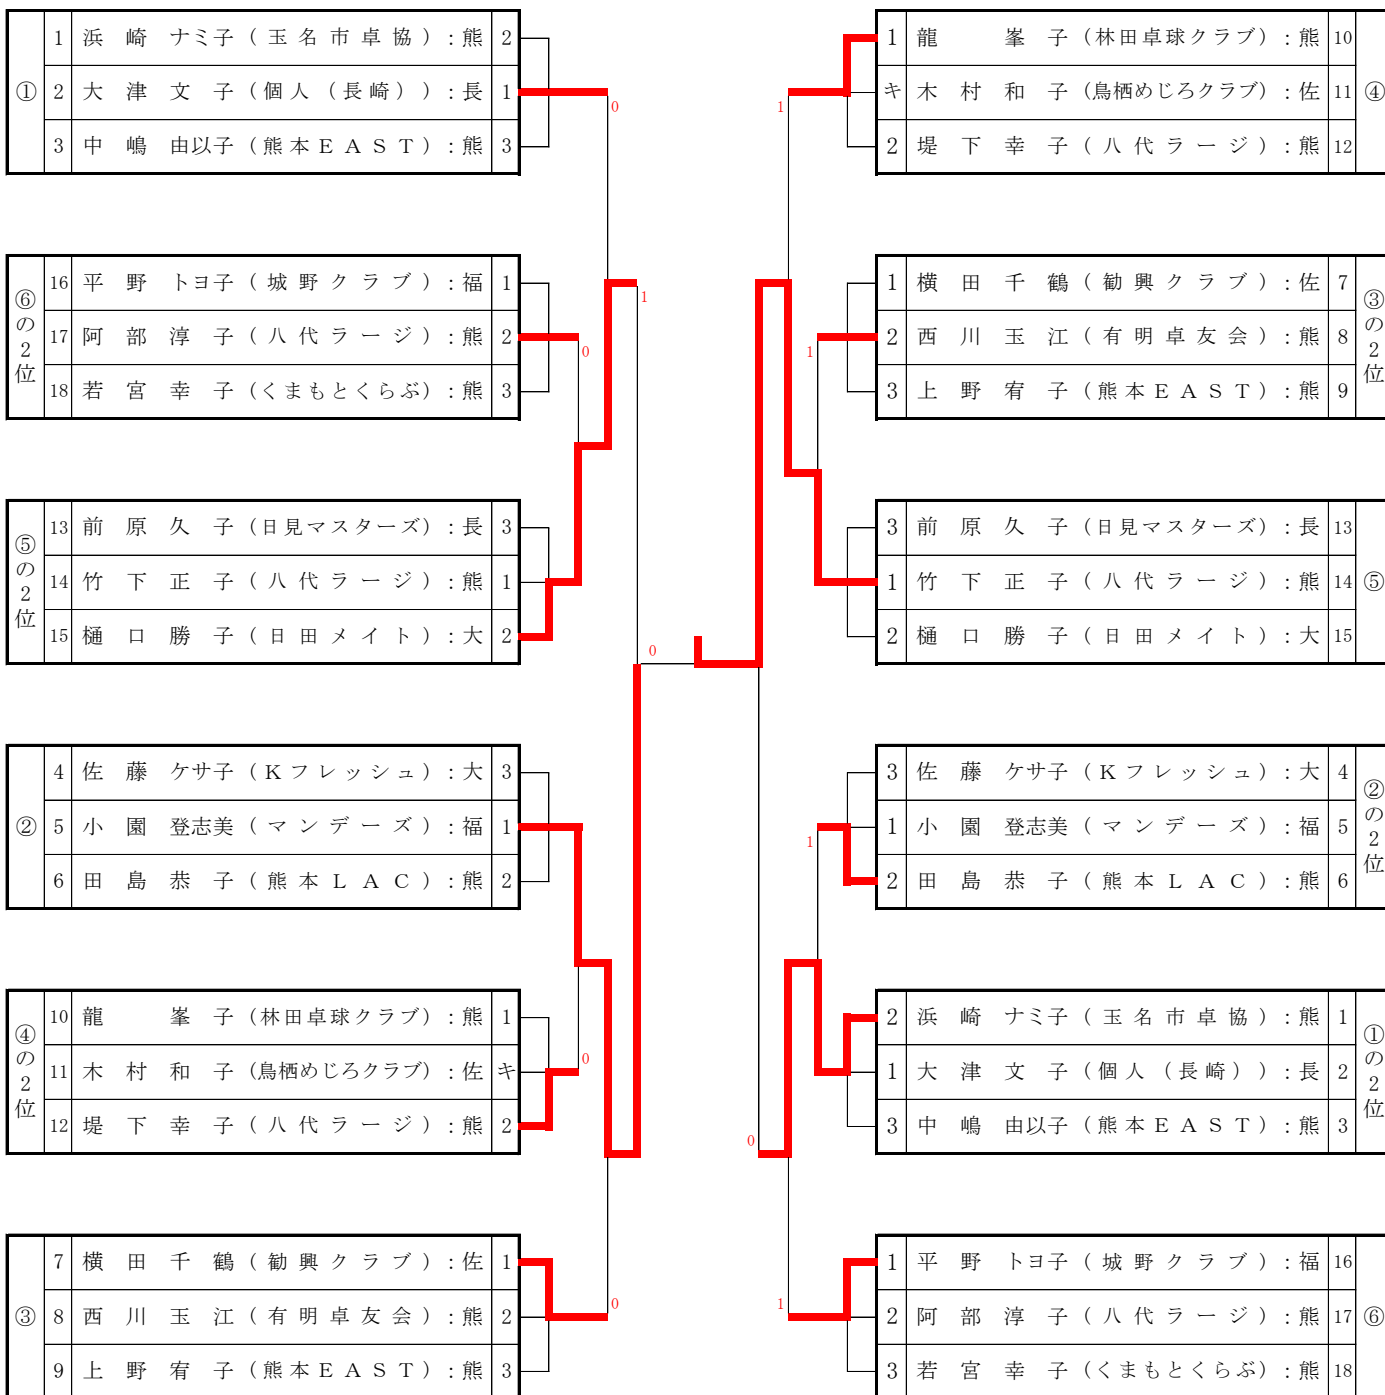 ① 1 浜崎 ナミ子 (玉名市卓協) : 熊 2
2 大津 文子 (個人(長崎)) : 長 1
3 中嶋 由以子 (熊本EAST) : 熊 3
0
⑥の2位 16 平野 トヨ子 (城野クラブ) : 福 1
17 阿部 淳子 (八代ラージ) : 熊 2
18 若宮 幸子 (くまもとくらぶ) : 熊 3
0
1
⑤の2位 13 前原 久子 (日見マスターズ) : 長 3
14 竹下 正子 (八代ラージ) : 熊 1
15 樋口 勝子 (日田メイト) : 大 2
0
② 4 佐藤 ケサ子 (Kフレッシュ) : 大 3
5 小園 登志美 (マンデーズ) : 福 1
6 田島 恭子 (熊本LAC) : 熊 2
④の2位 10 龍 峯子 (林田卓球クラブ) : 熊 1
11 木村 和子 (鳥栖めじろクラブ) : 佐 キ
12 堤下 幸子 (八代ラージ) : 熊 2
0
③ 7 横田 千鶴 (勧興クラブ) : 佐 1
8 西川 玉江 (有明卓友会) : 熊 2
9 上野 宥子 (熊本EAST) : 熊 3
0
1 龍 峯子 (林田卓球クラブ) : 熊 10 ④
キ 木村 和子 (鳥栖めじろクラブ) : 佐 11
2 堤下 幸子 (八代ラージ) : 熊 12
1
1 横田 千鶴 (勧興クラブ) : 佐 7 ③の2位
2 西川 玉江 (有明卓友会) : 熊 8
3 上野 宥子 (熊本EAST) : 熊 9
1
3 前原 久子 (日見マスターズ) : 長 13 ⑤
1 竹下 正子 (八代ラージ) : 熊 14
2 樋口 勝子 (日田メイト) : 大 15
3 佐藤 ケサ子 (Kフレッシュ) : 大 4 ②の2位
1 小園 登志美 (マンデーズ) : 福 5
2 田島 恭子 (熊本LAC) : 熊 6
1
2 浜崎 ナミ子 (玉名市卓協) : 熊 1 ①の2位
1 大津 文子 (個人(長崎)) : 長 2
3 中嶋 由以子 (熊本EAST) : 熊 3
0
1 平野 トヨ子 (城野クラブ) : 福 16 ⑥
2 阿部 淳子 (八代ラージ) : 熊 17
3 若宮 幸子 (くまもとくらぶ) : 熊 18
1